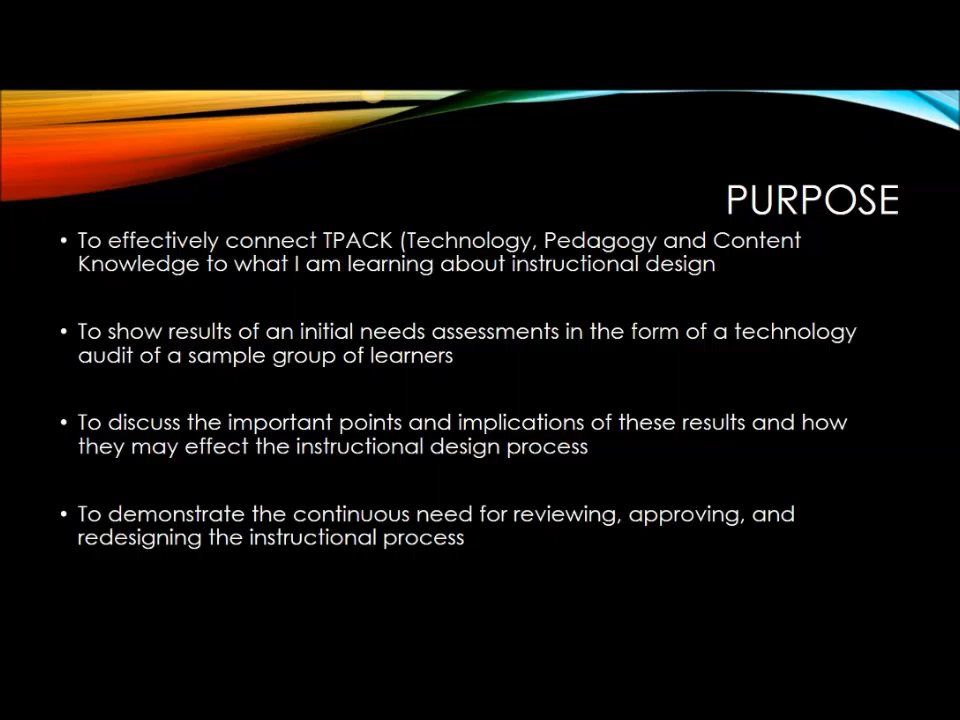 PURPOSE
• To effectively connect TPACK (Technology, Pedagogy and Content
Knowledge to what I am learning about instructional design
• To show results of an initial needs assessments in the form of a technology
audit of a sample group of learners
• To discuss the important points and implications of these results and how
they may effect the instructional design process
• To demonstrate the continuous need for reviewing, approving, and
redesigning the instructional process